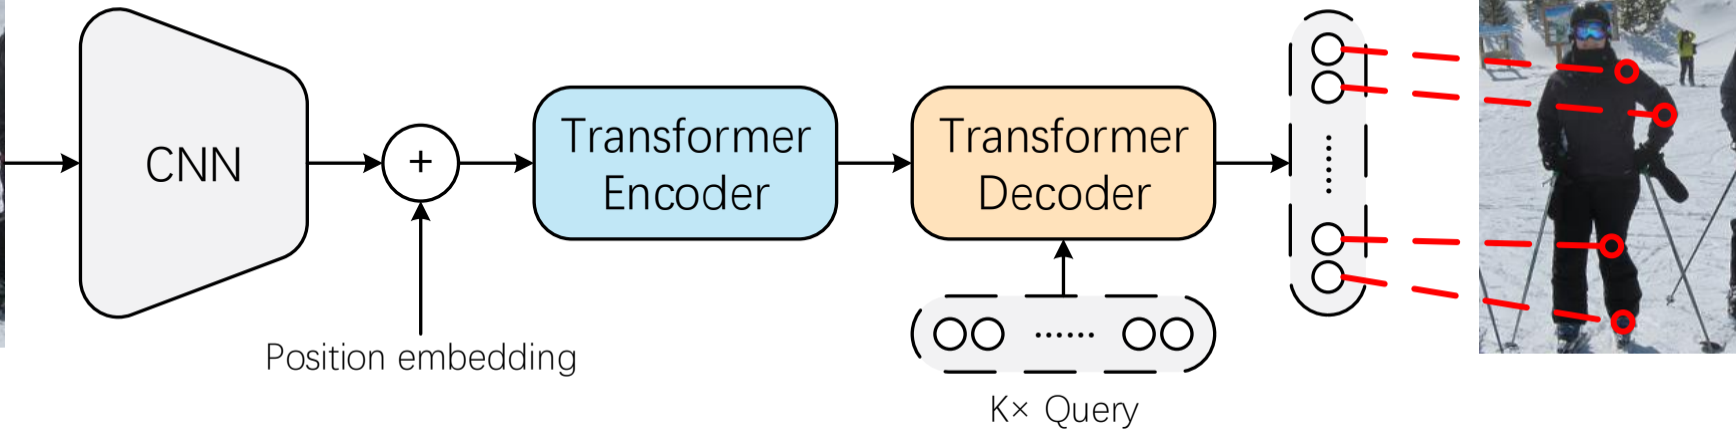 CNN
+
Transformer
Encoder
Transformer
Decoder
Position embedding
K× Query